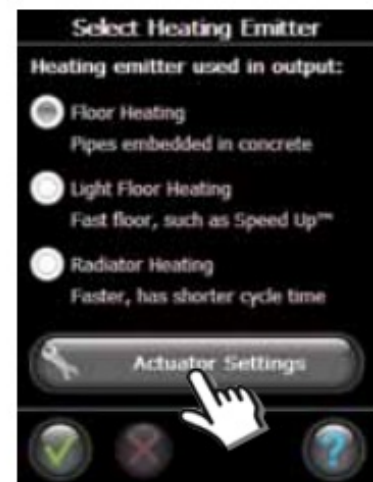 Select Heating Emitter
Heating emitter used in output:
Floor Heating
Pipes embedded in concrete
Light Floor Heating
Fast floor, such as Speed Up™
Radiator Heating
Faster, has shorter cycle time
Actuator Settings
?